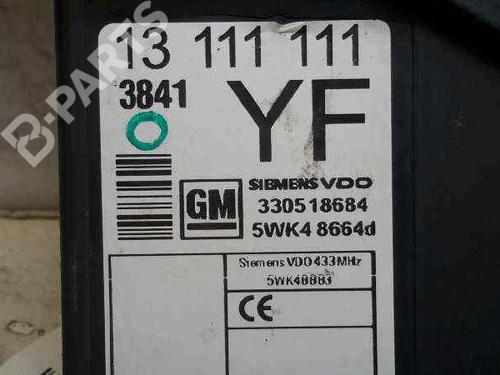 13 111 111
3841
YF
B-PARTS
GM
SIEMENS VDO
330518684
5WK4 8664d
Siemens VDO 433MHz
5WK48883
CE